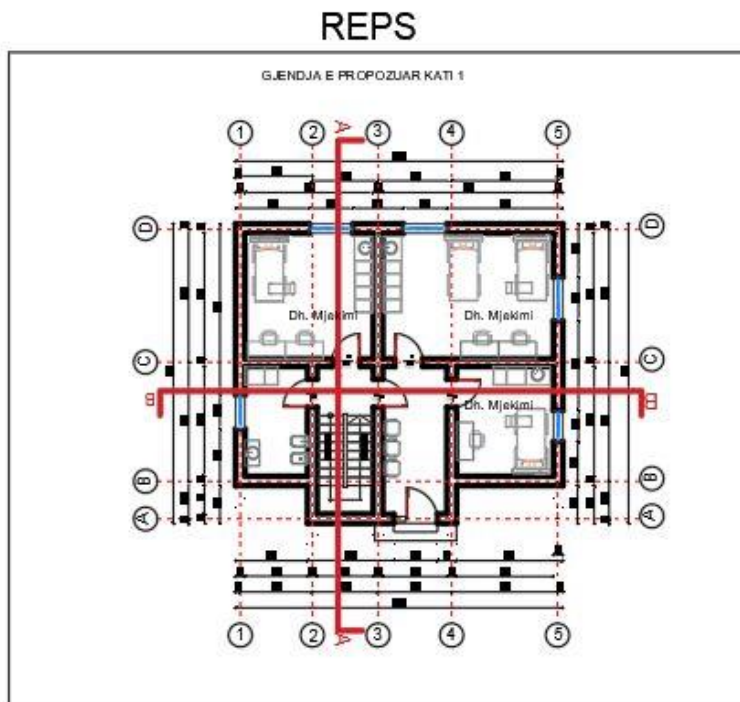 REPS
GJENDJA E PROPOZUAR KATI 1
1 2 A 3 4 5
D D
Dh. Mjekimi Dh. Mjekimi
C C
B B
Dh. Mjekimi
B B
A A
1 2 A 3 4 5